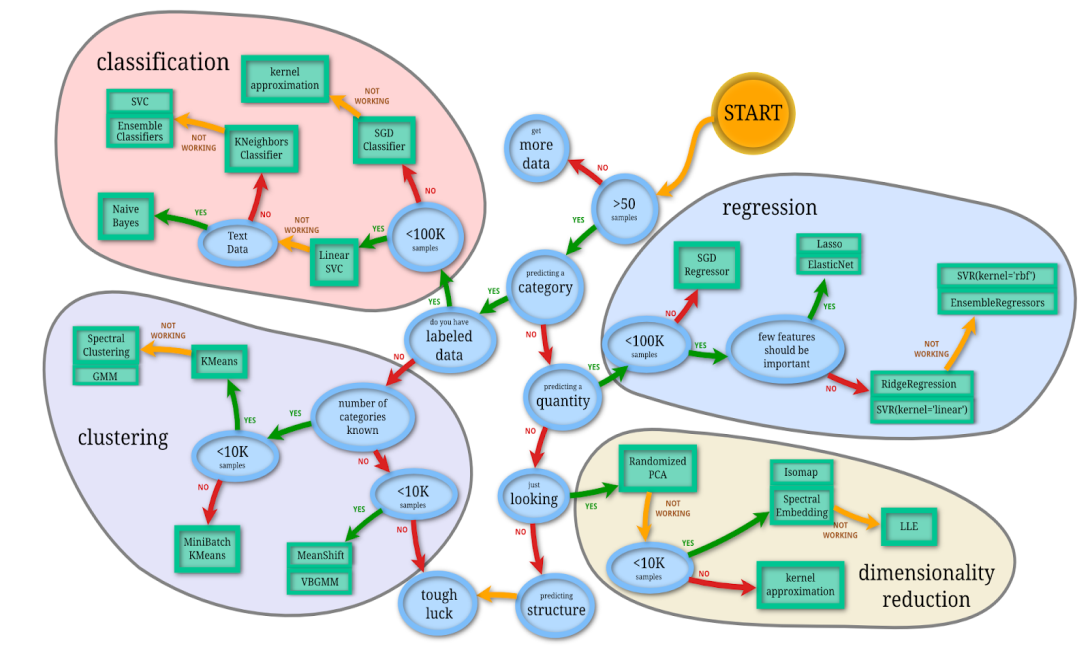 classification
kernel
approximation
NOT
WORKING
SVC
Ensemble
Classifiers
NOT
WORKING
KNeighbors
Classifier
SGD
Classifier
NO
Naive
Bayes
YES
Text
Data
NO
NOT
WORKING
Linear
SVC
YES
<100K
samples
YES
START
get
more
data
NO
>50
samples
YES
predicting a
category
YES
do you have
labeled
data
NO
NO
predicting a
quantity
YES
NO
just
looking
YES
NO
predicting
structure
tough
luck
regression
SGD
Regressor
NO
<100K
samples
YES
Lasso
ElasticNet
YES
few features
should be
important
NO
SVR(kernel='rbf')
EnsembleRegressors
NOT
WORKING
RidgeRegression
SVR(kernel='linear')
clustering
Spectral
Clustering
GMM
NOT
WORKING
KMeans
YES
<10K
samples
YES
number of
categories
known
NO
NO
MiniBatch
KMeans
<10K
samples
YES
NO
MeanShift
VBGMM
Randomized
PCA
NOT
WORKING
<10K
samples
YES
Isomap
Spectral
Embedding
NOT
WORKING
LLE
NO
kernel
approximation
dimensionality
reduction